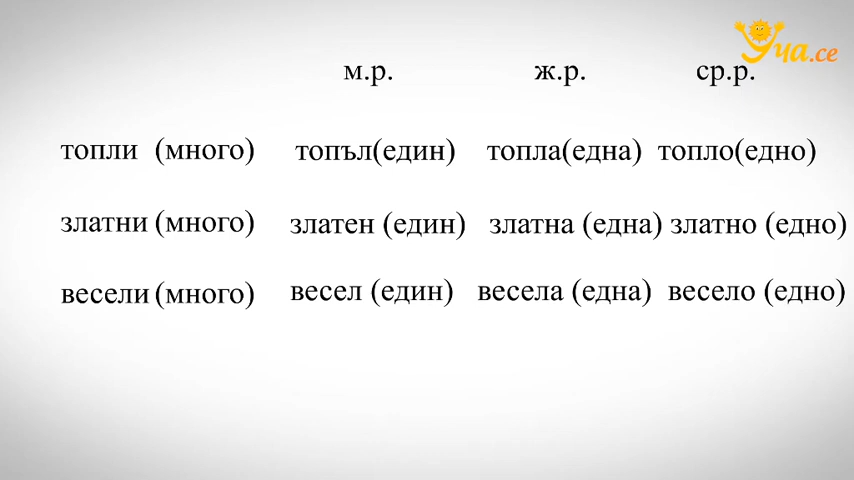 Уча.се
м.р. ж.р. ср.р.
топли (много) топъл(един) топла(една) топло(едно)
златни (много) златен (един) златна (една) златно (едно)
весели (много) весел (един) весела (една) весело (едно)